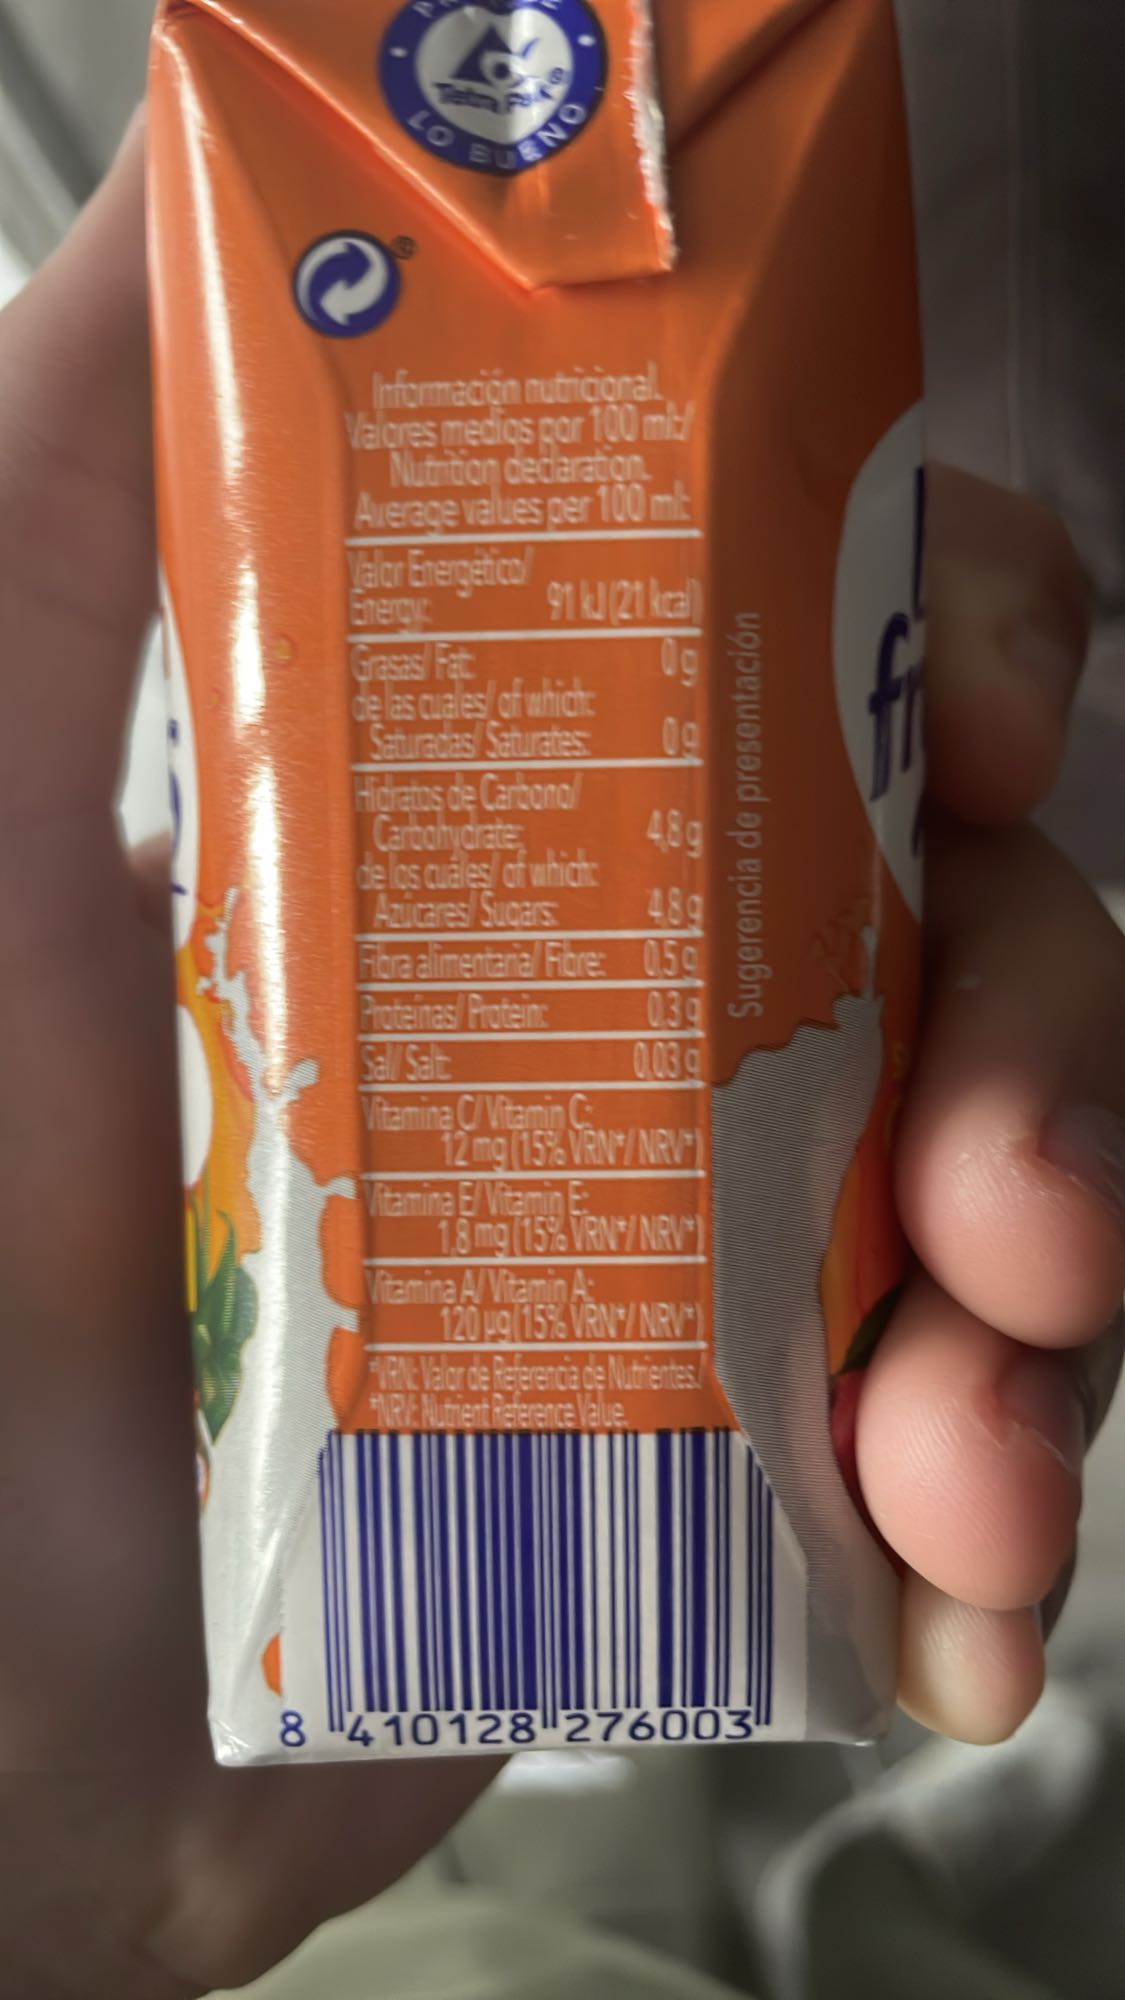 Tetra Pak®
LO BUENO
Información nutricional.
Valores medios por 100 ml:/
Nutrition declaration.
Average values per 100 ml:
Valor Energético/
Energy: 91 kJ (21 kcal)
Grasas/ Fat: 0 g
de las cuales/ of which:
Saturadas/ Saturates: 0 g
Hidratos de Carbono/
Carbohydrate: 4,8 g
de los cuáles/ of which:
Azúcares/ Sugars: 4,8 g
Fibra alimentaria/ Fibre: 0,5 g
Proteínas/ Protein: 0,3 g
Sal/ Salt: 0,03 g
Vitamina C/ Vitamin C:
12 mg (15% VRN*/ NRV*)
Vitamina E/ Vitamin E:
1,8 mg (15% VRN*/ NRV*)
Vitamina A/ Vitamin A:
120 µg (15% VRN*/ NRV*)
*VRN: Valor de Referencia de Nutrientes./
*NRV: Nutrient Reference Value.
Sugerencia de presentación
8 410128 276003